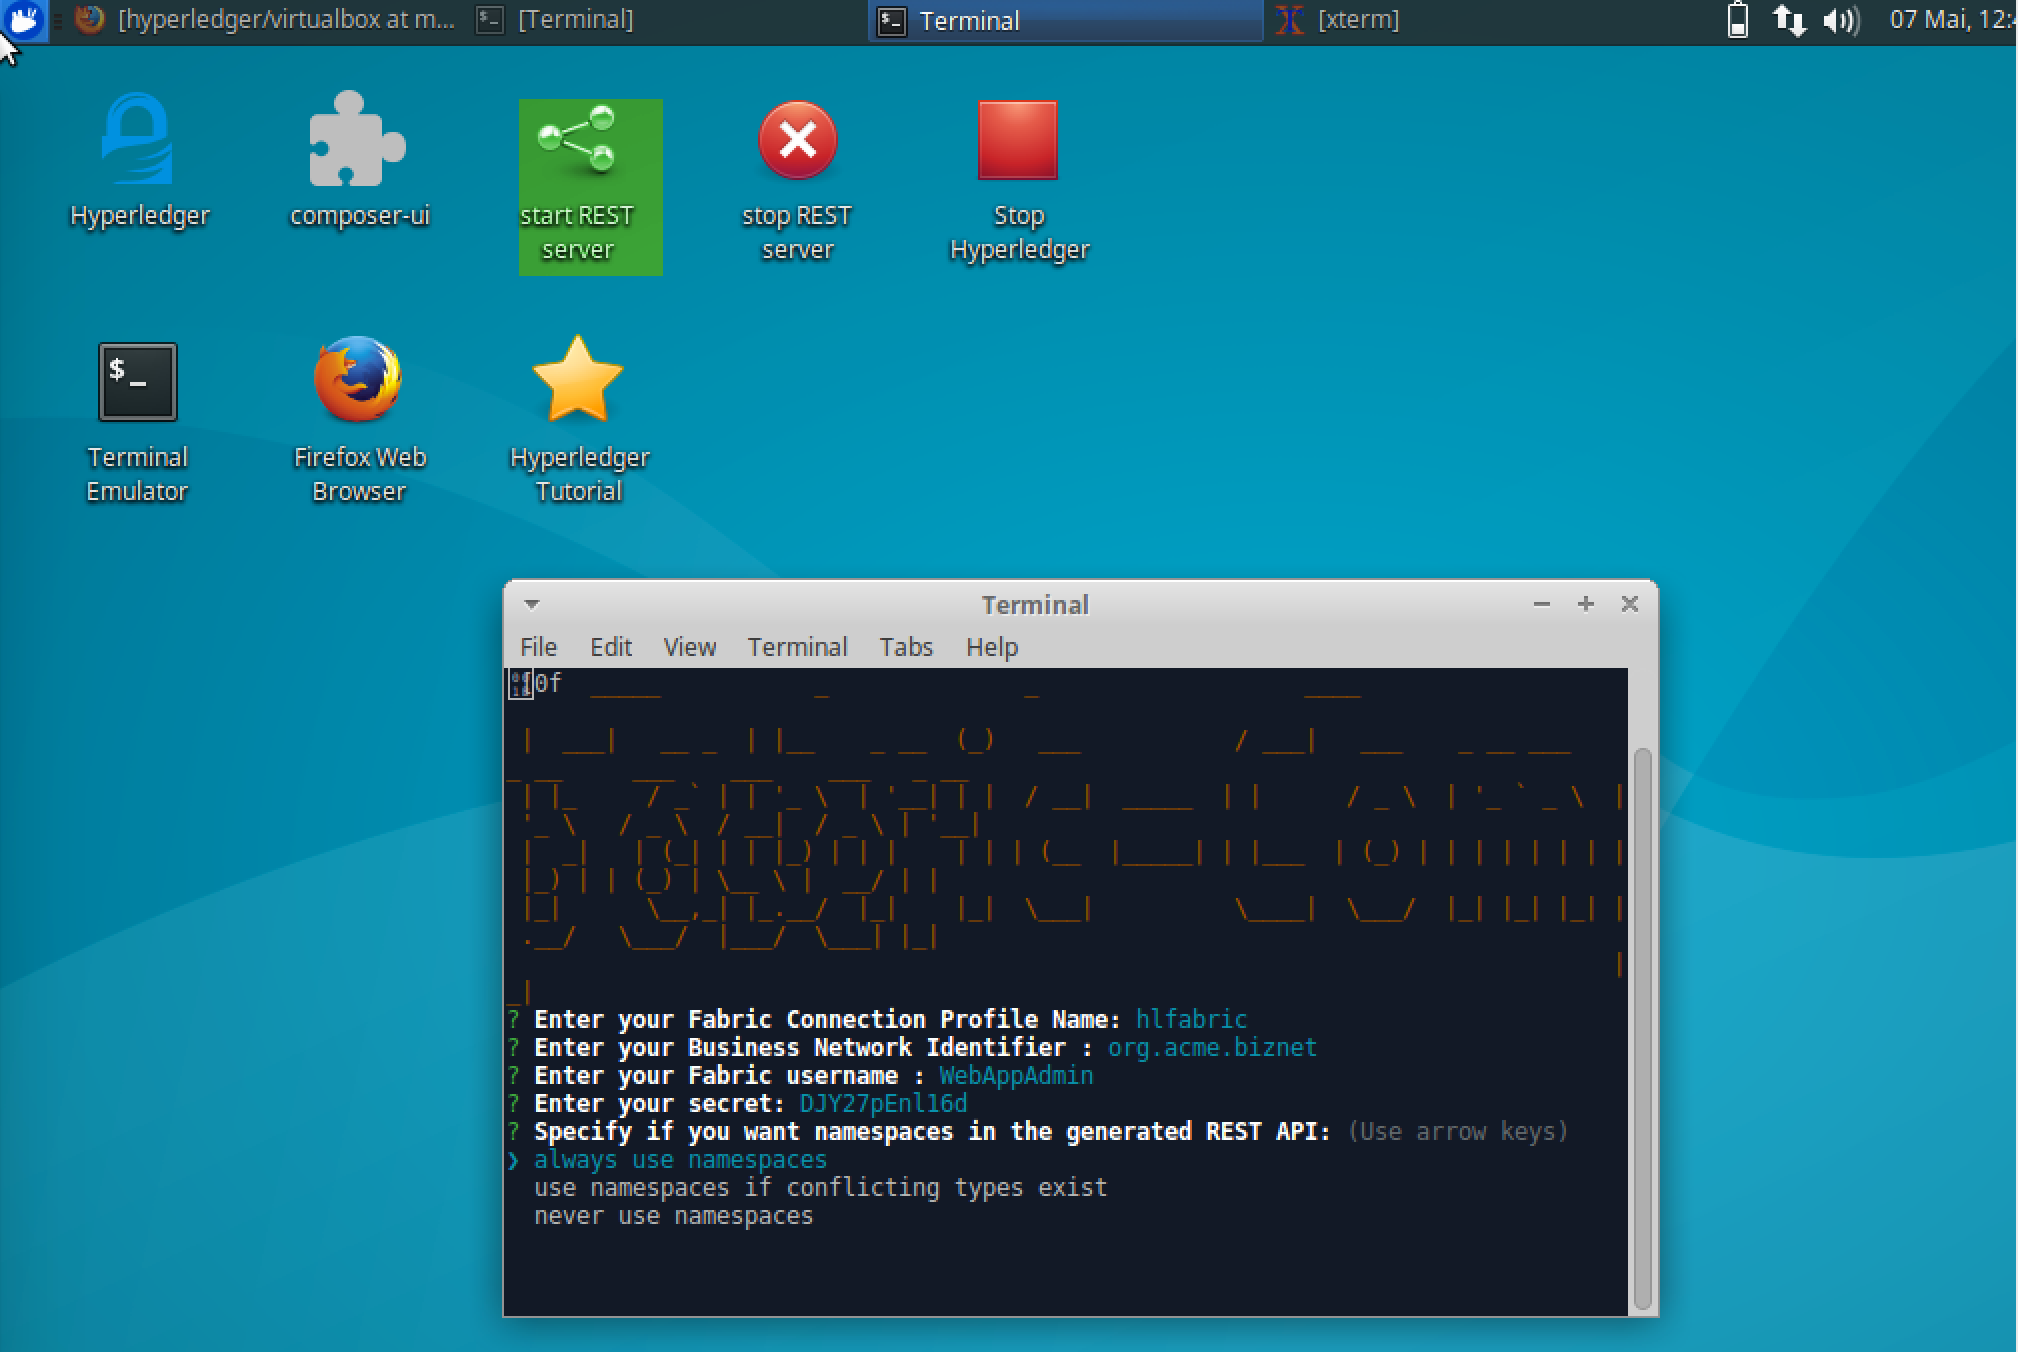 [hyperledger/virtualbox at m... [Terminal] Terminal [xterm] 07 Mai, 12:
Hyperledger
composer-ui
start REST
server
stop REST
server
Stop
Hyperledger
Terminal
Emulator
Firefox Web
Browser
Hyperledger
Tutorial
Terminal
File Edit View Terminal Tabs Help
0f
? Enter your Fabric Connection Profile Name: hlfabric
? Enter your Business Network Identifier : org.acme.biznet
? Enter your Fabric username : WebAppAdmin
? Enter your secret: DJY27pEnl16d
? Specify if you want namespaces in the generated REST API: (Use arrow keys)
❯ always use namespaces
use namespaces if conflicting types exist
never use namespaces